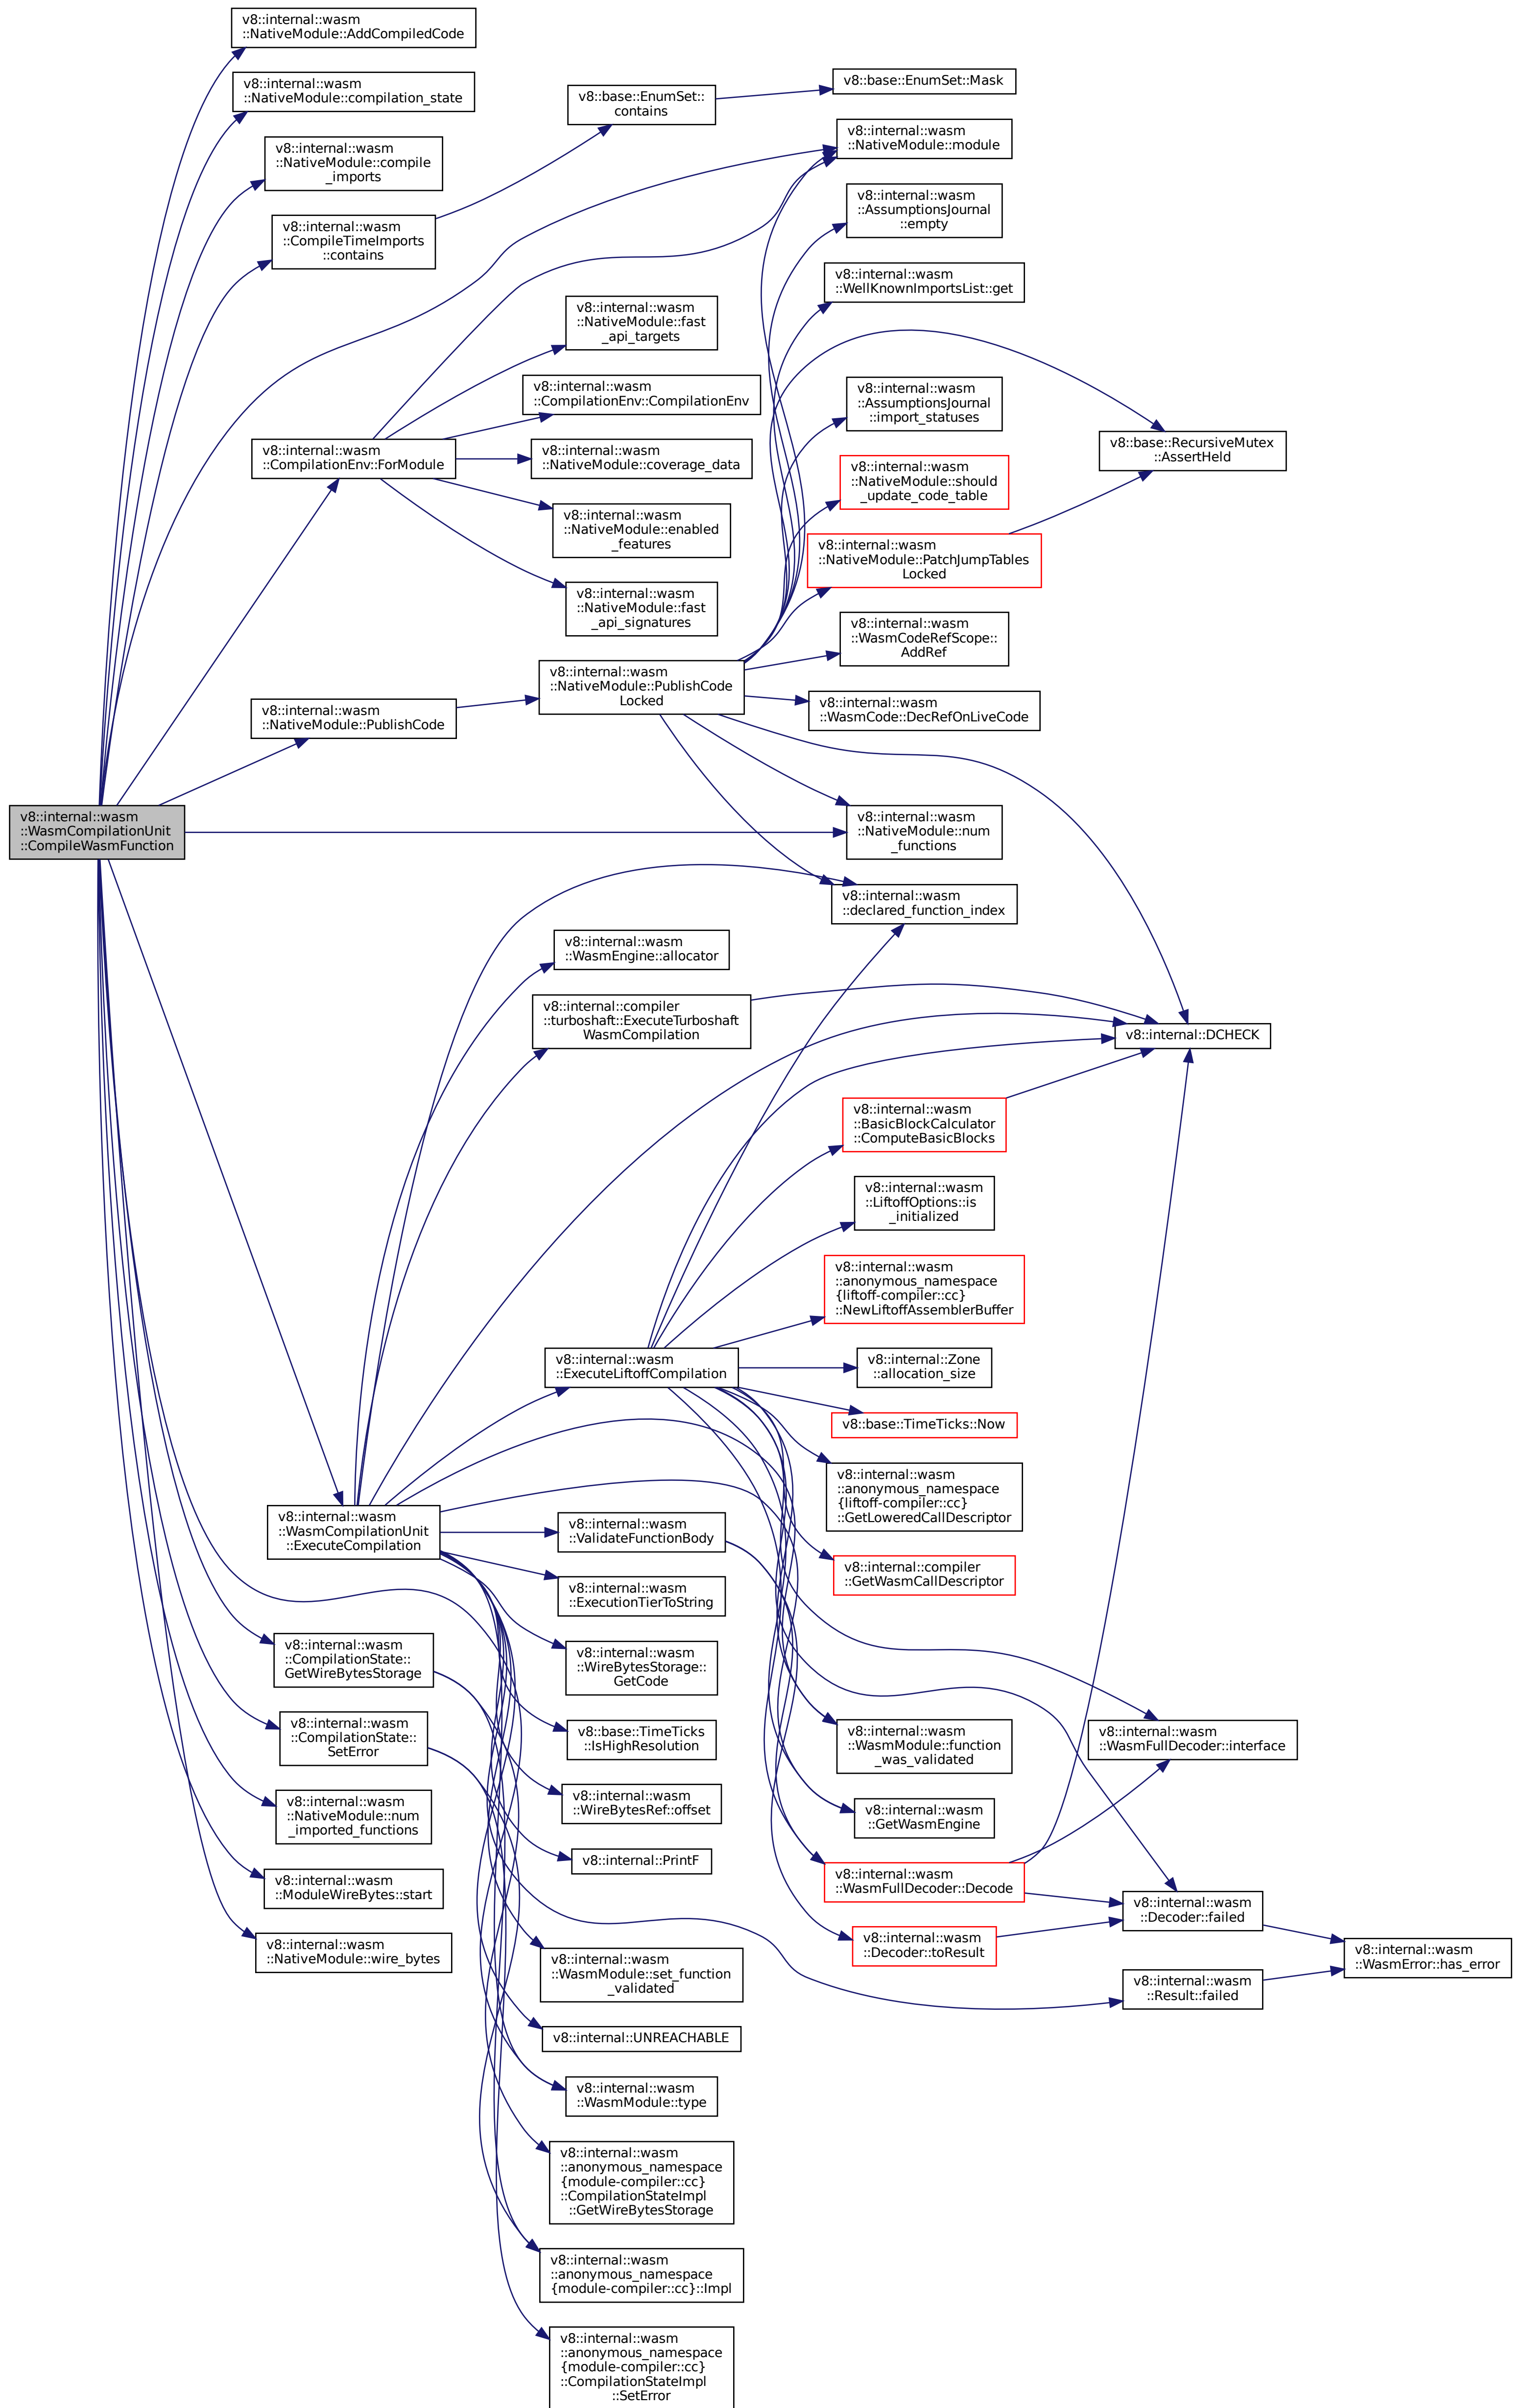 v8::internal::wasm
::NativeModule::AddCompiledCode
v8::internal::wasm
::NativeModule::compilation_state
v8::internal::wasm
::NativeModule::compile
_imports
v8::internal::wasm
::CompileTimeImports
::contains
v8::base::EnumSet::
contains
v8::base::EnumSet::Mask
v8::internal::wasm
::NativeModule::module
v8::internal::wasm
::AssumptionsJournal
::empty
v8::internal::wasm
::WellKnownImportsList::get
v8::internal::wasm
::NativeModule::fast
_api_targets
v8::internal::wasm
::CompilationEnv::CompilationEnv
v8::internal::wasm
::CompilationEnv::ForModule
v8::internal::wasm
::NativeModule::coverage_data
v8::internal::wasm
::NativeModule::enabled
_features
v8::internal::wasm
::NativeModule::fast
_api_signatures
v8::internal::wasm
::AssumptionsJournal
::import_statuses
v8::base::RecursiveMutex
::AssertHeld
v8::internal::wasm
::NativeModule::should
_update_code_table
v8::internal::wasm
::NativeModule::PatchJumpTables
Locked
v8::internal::wasm
::WasmCodeRefScope::
AddRef
v8::internal::wasm
::NativeModule::PublishCode
Locked
v8::internal::wasm
::NativeModule::PublishCode
v8::internal::wasm
::WasmCode::DecRefOnLiveCode
v8::internal::wasm
::WasmCompilationUnit
::CompileWasmFunction
v8::internal::wasm
::NativeModule::num
_functions
v8::internal::wasm
::declared_function_index
v8::internal::wasm
::WasmEngine::allocator
v8::internal::compiler
::turboshaft::ExecuteTurboshaft
WasmCompilation
v8::internal::DCHECK
v8::internal::wasm
::BasicBlockCalculator
::ComputeBasicBlocks
v8::internal::wasm
::LiftoffOptions::is
_initialized
v8::internal::wasm
::anonymous_namespace
{liftoff-compiler::cc}
::NewLiftoffAssemblerBuffer
v8::internal::wasm
::ExecuteLiftoffCompilation
v8::internal::Zone
::allocation_size
v8::base::TimeTicks::Now
v8::internal::wasm
::anonymous_namespace
{liftoff-compiler::cc}
::GetLoweredCallDescriptor
v8::internal::wasm
::WasmCompilationUnit
::ExecuteCompilation
v8::internal::wasm
::ValidateFunctionBody
v8::internal::compiler
::GetWasmCallDescriptor
v8::internal::wasm
::ExecutionTierToString
v8::internal::wasm
::CompilationState::
GetWireBytesStorage
v8::internal::wasm
::WireBytesStorage::
GetCode
v8::internal::wasm
::CompilationState::
SetError
v8::base::TimeTicks
::IsHighResolution
v8::internal::wasm
::WasmModule::function
_was_validated
v8::internal::wasm
::WasmFullDecoder::interface
v8::internal::wasm
::NativeModule::num
_imported_functions
v8::internal::wasm
::WireBytesRef::offset
v8::internal::wasm
::GetWasmEngine
v8::internal::PrintF
v8::internal::wasm
::ModuleWireBytes::start
v8::internal::wasm
::WasmFullDecoder::Decode
v8::internal::wasm
::Decoder::failed
v8::internal::wasm
::NativeModule::wire_bytes
v8::internal::wasm
::Decoder::toResult
v8::internal::wasm
::WasmError::has_error
v8::internal::wasm
::WasmModule::set_function
_validated
v8::internal::wasm
::Result::failed
v8::internal::UNREACHABLE
v8::internal::wasm
::WasmModule::type
v8::internal::wasm
::anonymous_namespace
{module-compiler::cc}
::CompilationStateImpl
::GetWireBytesStorage
v8::internal::wasm
::anonymous_namespace
{module-compiler::cc}::Impl
v8::internal::wasm
::anonymous_namespace
{module-compiler::cc}
::CompilationStateImpl
::SetError